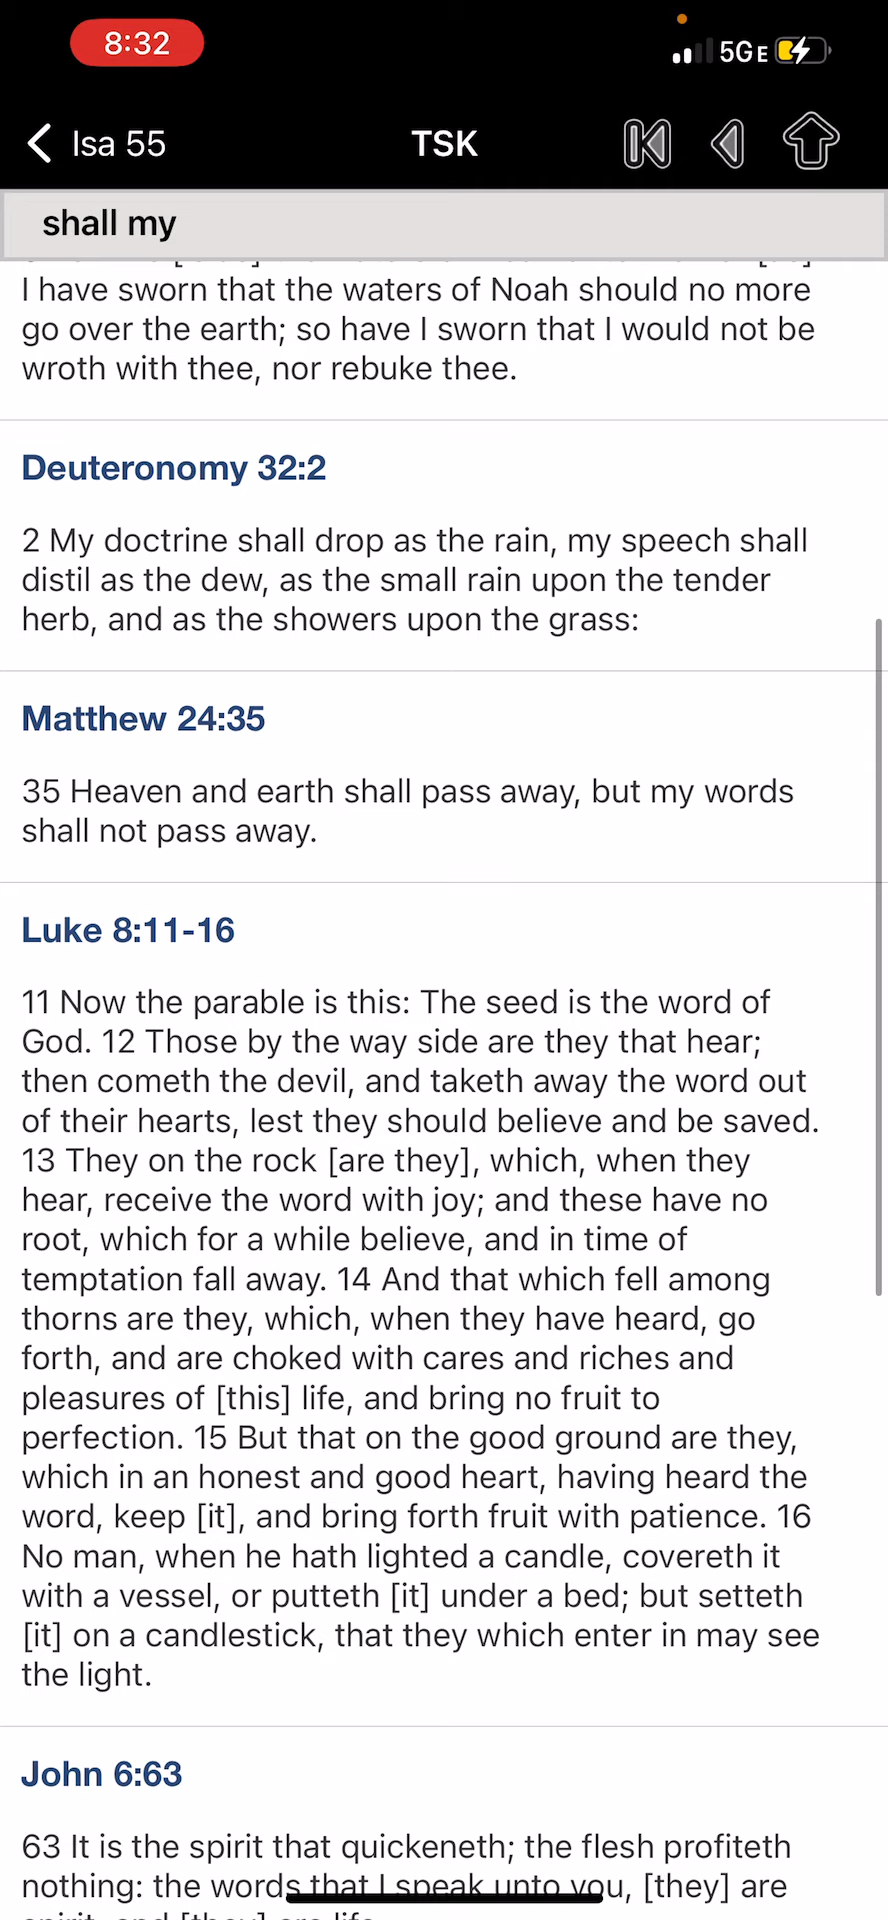 8:32
5GE
Isa 55
TSK
shall my
I have sworn that the waters of Noah should no more
go over the earth; so have I sworn that I would not be
wroth with thee, nor rebuke thee.
Deuteronomy 32:2
2 My doctrine shall drop as the rain, my speech shall
distil as the dew, as the small rain upon the tender
herb, and as the showers upon the grass:
Matthew 24:35
35 Heaven and earth shall pass away, but my words
shall not pass away.
Luke 8:11-16
11 Now the parable is this: The seed is the word of
God. 12 Those by the way side are they that hear;
then cometh the devil, and taketh away the word out
of their hearts, lest they should believe and be saved.
13 They on the rock [are they], which, when they
hear, receive the word with joy; and these have no
root, which for a while believe, and in time of
temptation fall away. 14 And that which fell among
thorns are they, which, when they have heard, go
forth, and are choked with cares and riches and
pleasures of [this] life, and bring no fruit to
perfection. 15 But that on the good ground are they,
which in an honest and good heart, having heard the
word, keep [it], and bring forth fruit with patience. 16
No man, when he hath lighted a candle, covereth it
with a vessel, or putteth [it] under a bed; but setteth
[it] on a candlestick, that they which enter in may see
the light.
John 6:63
63 It is the spirit that quickeneth; the flesh profiteth
nothing: the words that I speak unto you, [they] are